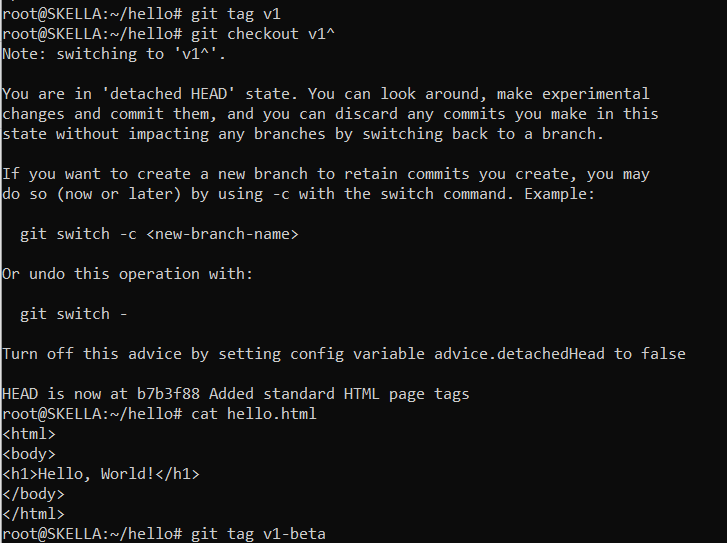 root@SKELLA:~/hello# git tag v1
root@SKELLA:~/hello# git checkout v1^
Note: switching to 'v1^'.
You are in 'detached HEAD' state. You can look around, make experimental
changes and commit them, and you can discard any commits you make in this
state without impacting any branches by switching back to a branch.
If you want to create a new branch to retain commits you create, you may
do so (now or later) by using -c with the switch command. Example:
git switch -c <new-branch-name>
Or undo this operation with:
git switch -
Turn off this advice by setting config variable advice.detachedHead to false
HEAD is now at b7b3f88 Added standard HTML page tags
root@SKELLA:~/hello# cat hello.html
<html>
<body>
<h1>Hello, World!</h1>
</body>
</html>
root@SKELLA:~/hello# git tag v1-beta